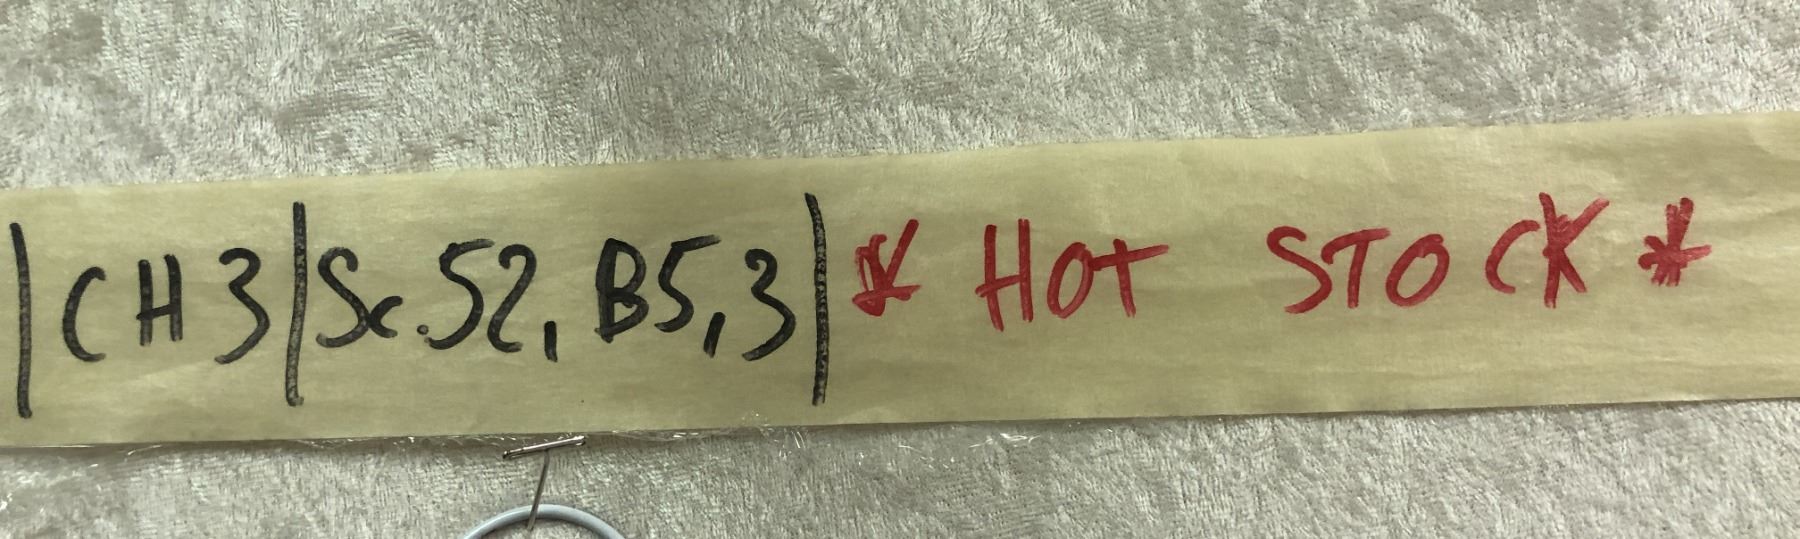 |CH3|Sc.52, B5,3| * HOT STOCK *